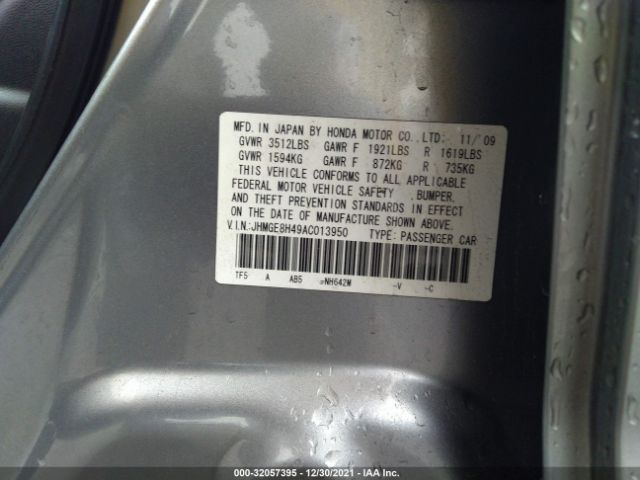 MFD. IN JAPAN BY HONDA MOTOR CO., LTD. 11/09
GVWR 3512LBS GAWR F 1921LBS R 1619LBS
GVWR 1594KG GAWR F 872KG R 735KG
THIS VEHICLE CONFORMS TO ALL APPLICABLE
FEDERAL MOTOR VEHICLE SAFETY , BUMPER,
AND THEFT PREVENTION STANDARDS IN EFFECT
ON THE DATE OF MANUFACTURE SHOWN ABOVE.
V.I.N:JHMGE8H49AC013950 TYPE: PASSENGER CAR
TF5 A AB5 #NH642M -V -C
000-32057395 - 12/30/2021 - IAA Inc.